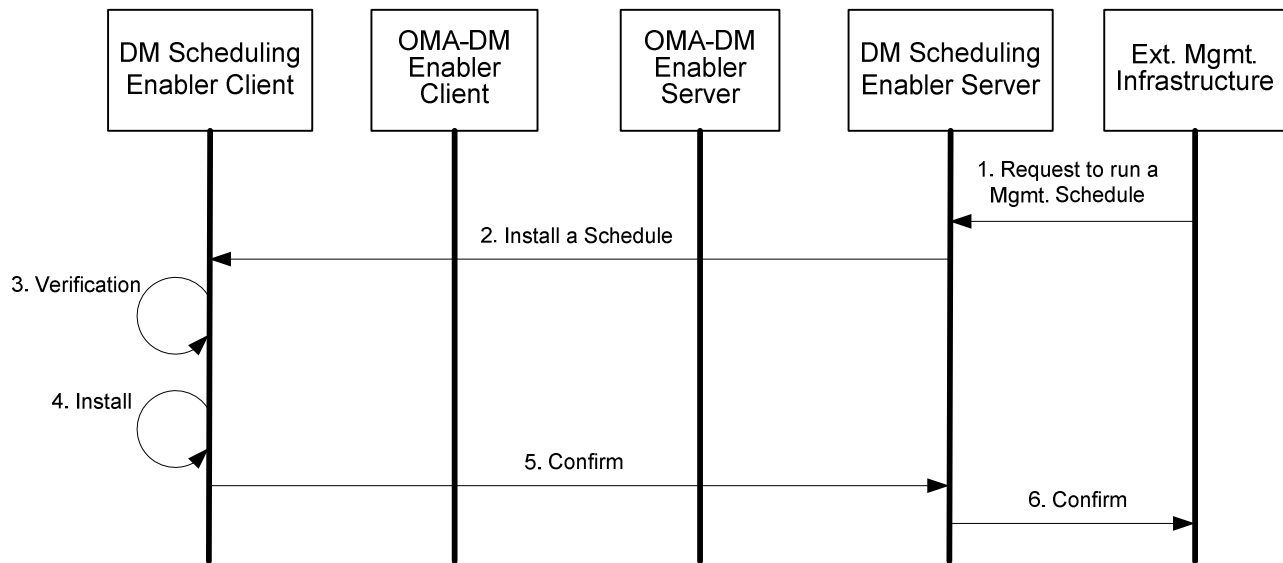 DM Scheduling
Enabler Client
OMA-DM
Enabler
Client
OMA-DM
Enabler
Server
DM Scheduling
Enabler Server
Ext. Mgmt.
Infrastructure
1. Request to run a
Mgmt. Schedule
2. Install a Schedule
3. Verification
4. Install
5. Confirm
6. Confirm